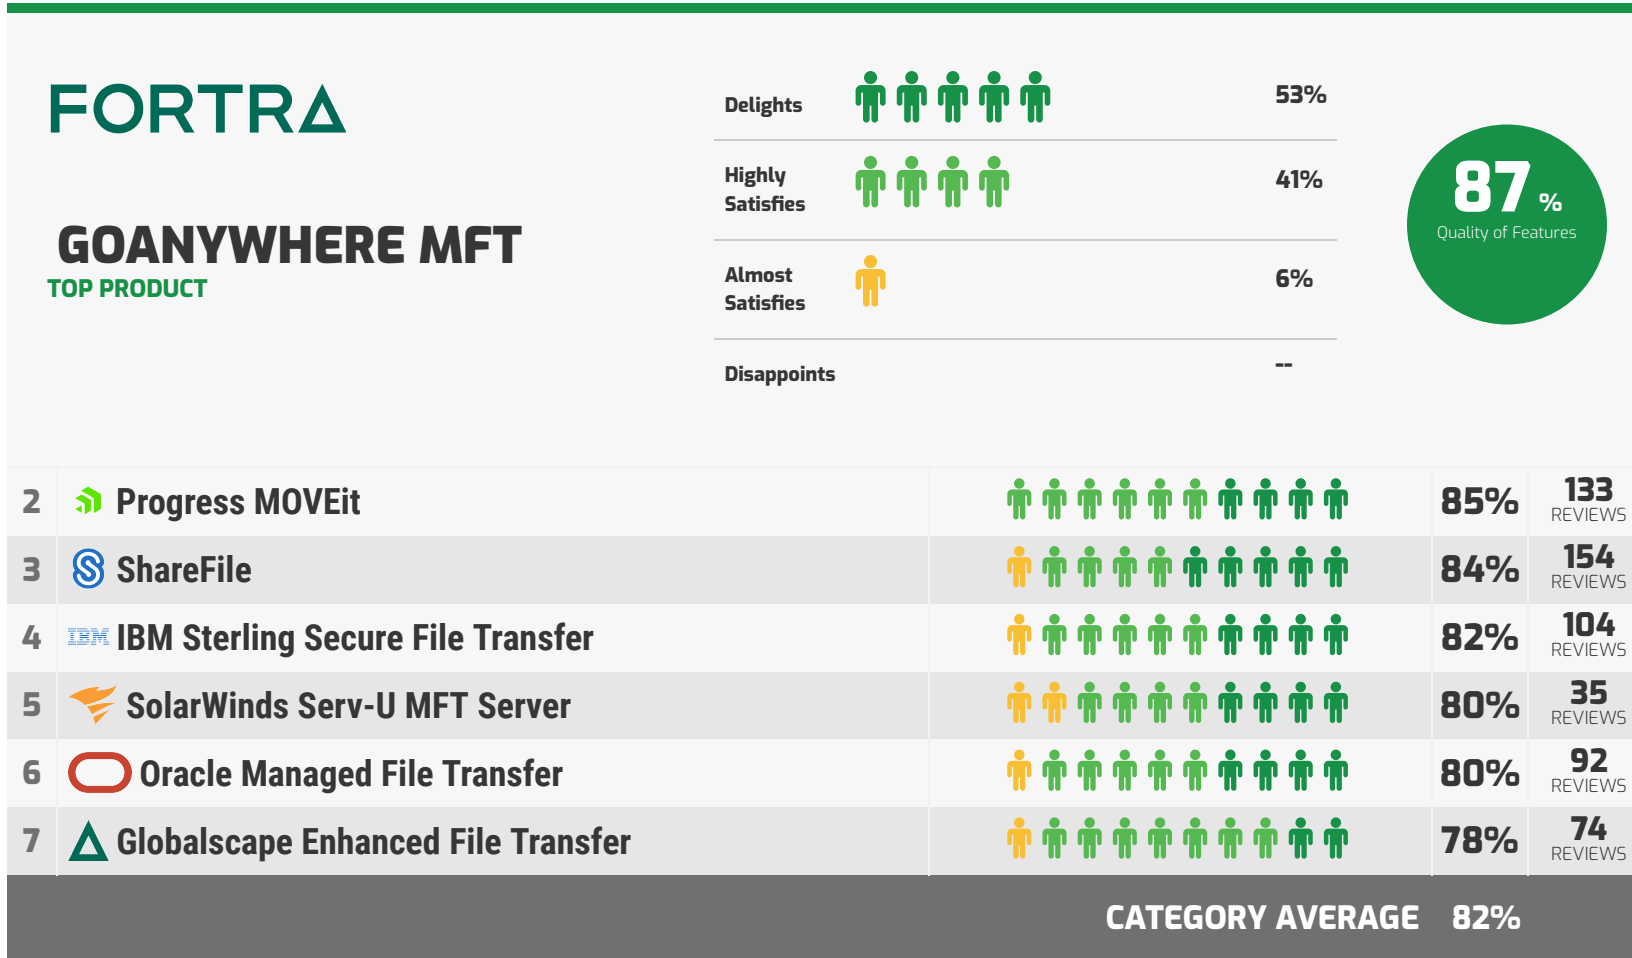 FORTRA
GOANYWHERE MFT
TOP PRODUCT
Delights 53%
Highly
Satisfies 41%
Almost
Satisfies 6%
Disappoints --
87 %
Quality of Features
2 Progress MOVEit 85% 133 REVIEWS
3 ShareFile 84% 154 REVIEWS
4 IBM IBM Sterling Secure File Transfer 82% 104 REVIEWS
5 SolarWinds Serv-U MFT Server 80% 35 REVIEWS
6 Oracle Managed File Transfer 80% 92 REVIEWS
7 Globalscape Enhanced File Transfer 78% 74 REVIEWS
CATEGORY AVERAGE 82%